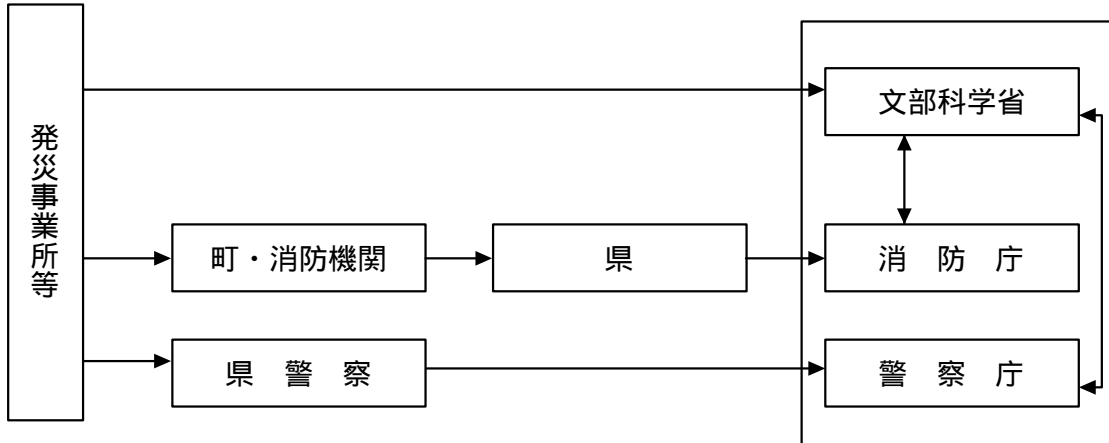 発災事業所等
文部科学省
町・消防機関
県
消　防　庁
県　警　察
警　察　庁